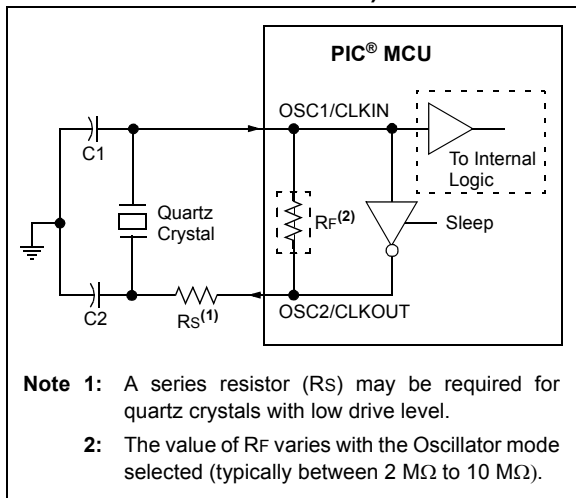 PIC® MCU
OSC1/CLKIN
C1
To Internal
Logic
Quartz
Crystal
RF(2)
Sleep
C2
RS(1)
OSC2/CLKOUT
Note 1: A series resistor (RS) may be required for
quartz crystals with low drive level.
2: The value of RF varies with the Oscillator mode
selected (typically between 2 MΩ to 10 MΩ).